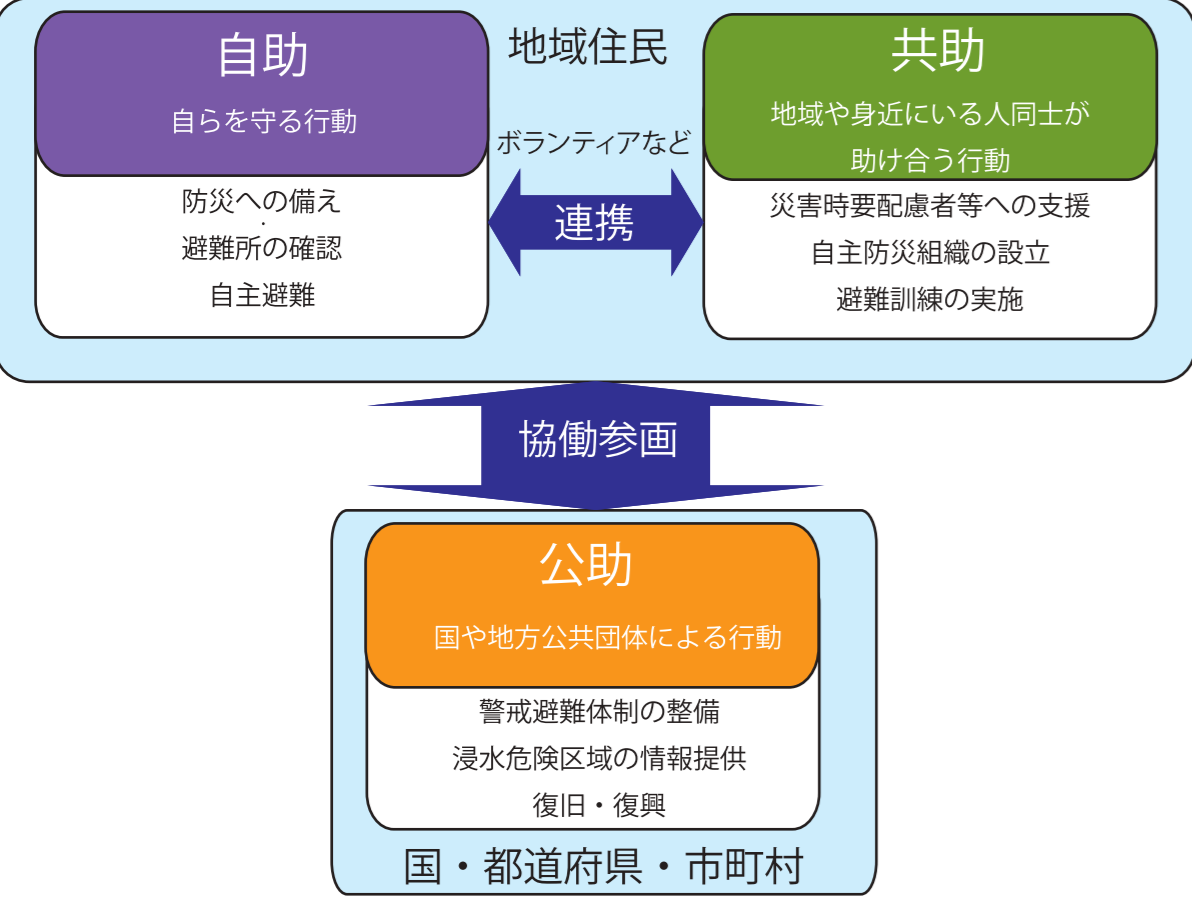 自助
自らを守る行動
防災への備え
・
避難所の確認
自主避難
地域住民
ボランティアなど
連携
共助
地域や身近にいる人同士が
助け合う行動
災害時要配慮者等への支援
自主防災組織の設立
避難訓練の実施
協働参画
公助
国や地方公共団体による行動
警戒避難体制の整備
浸水危険区域の情報提供
復旧・復興
国・都道府県・市町村